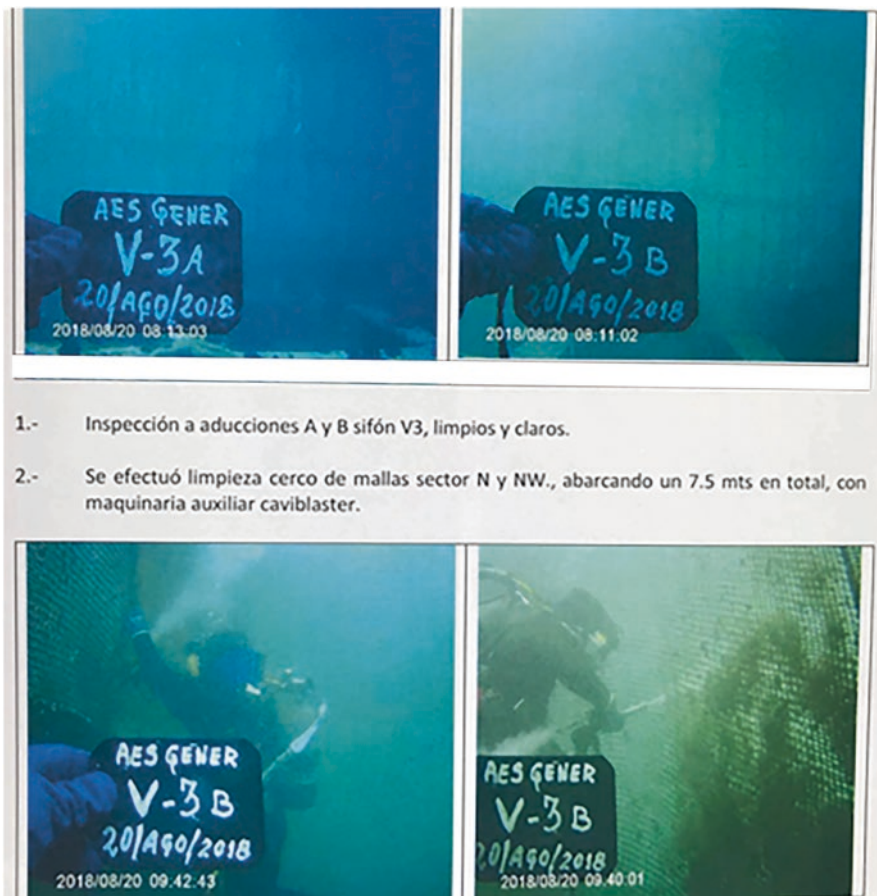 AES GENER
V-3A
20/AGO/2018
2018/08/20 08:13:03
AES GENER
V-3B
20/AGO/2018
2018/08/20 08:11:02
1.- Inspección a aducciones A y B sifón V3, limpios y claros.
2.- Se efectuó limpieza cerco de mallas sector N y NW., abarcando un 7.5 mts en total, con
maquinaria auxiliar caviblaster.
AES GENER
V-3B
20/AGO/2018
2018/08/20 09:42:43
AES GENER
V-3B
20/AGO/2018
2018/08/20 09:40:01